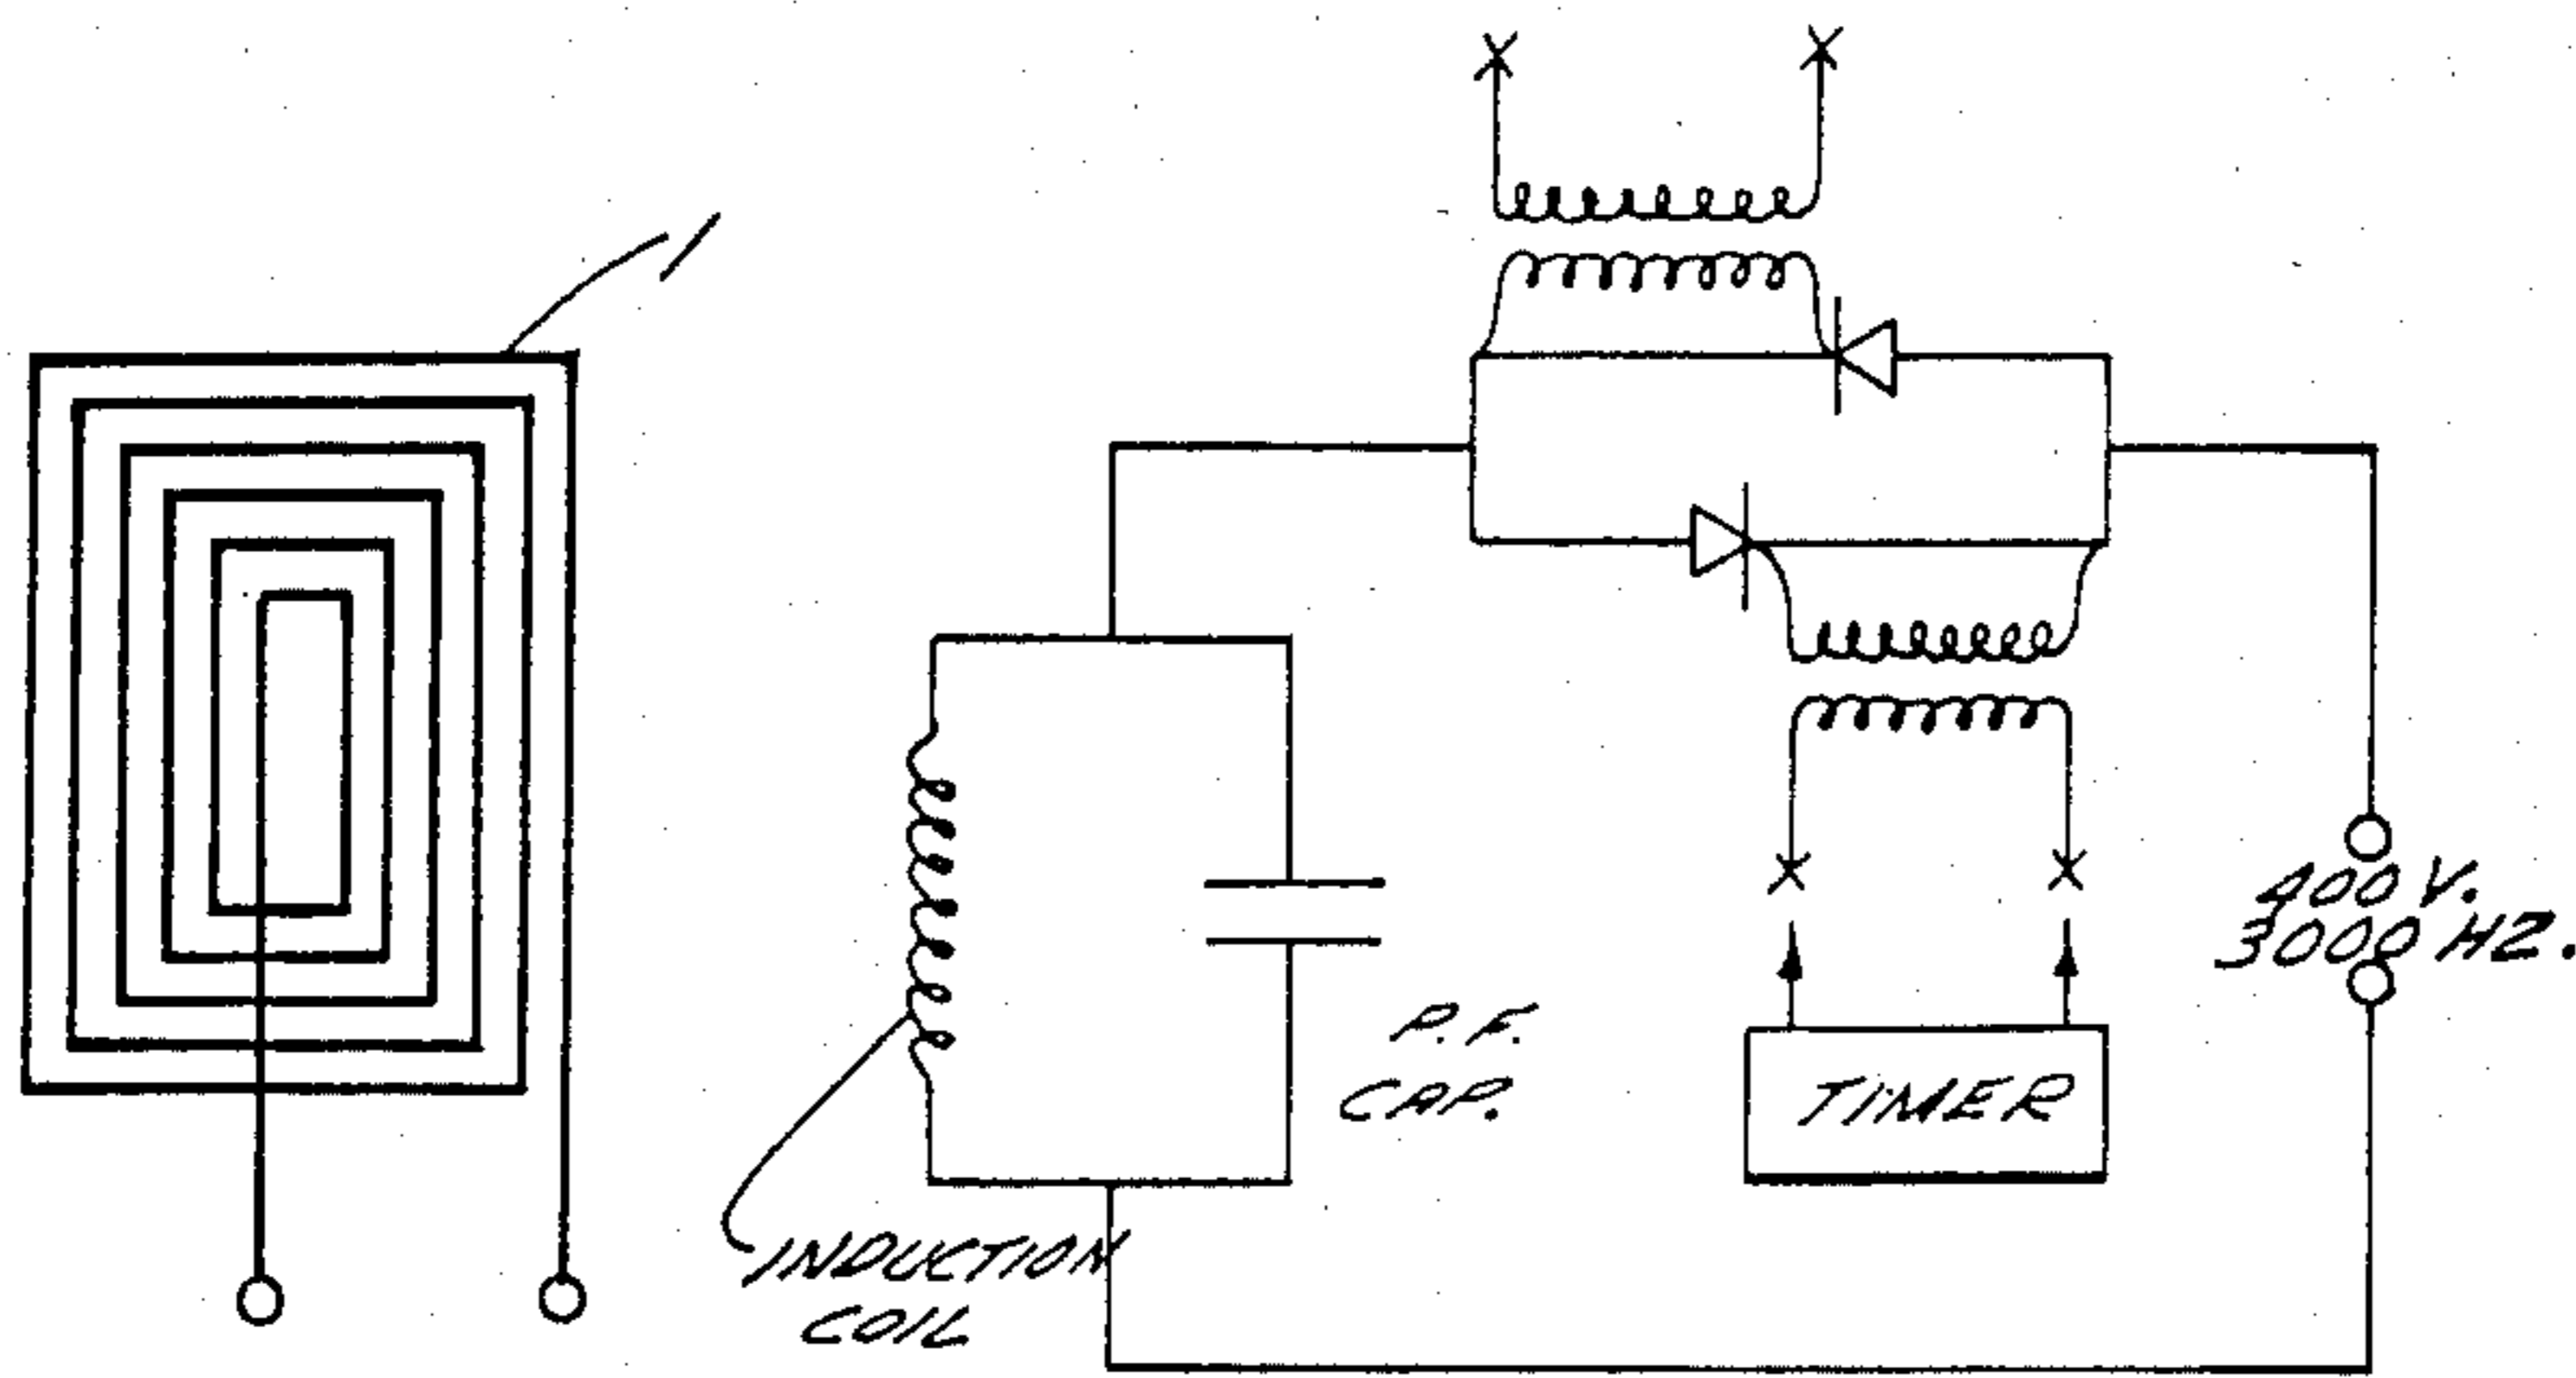 1
400 V.
3000 HZ.
P.F.
CAP.
TIMER
INDUCTION
COIL